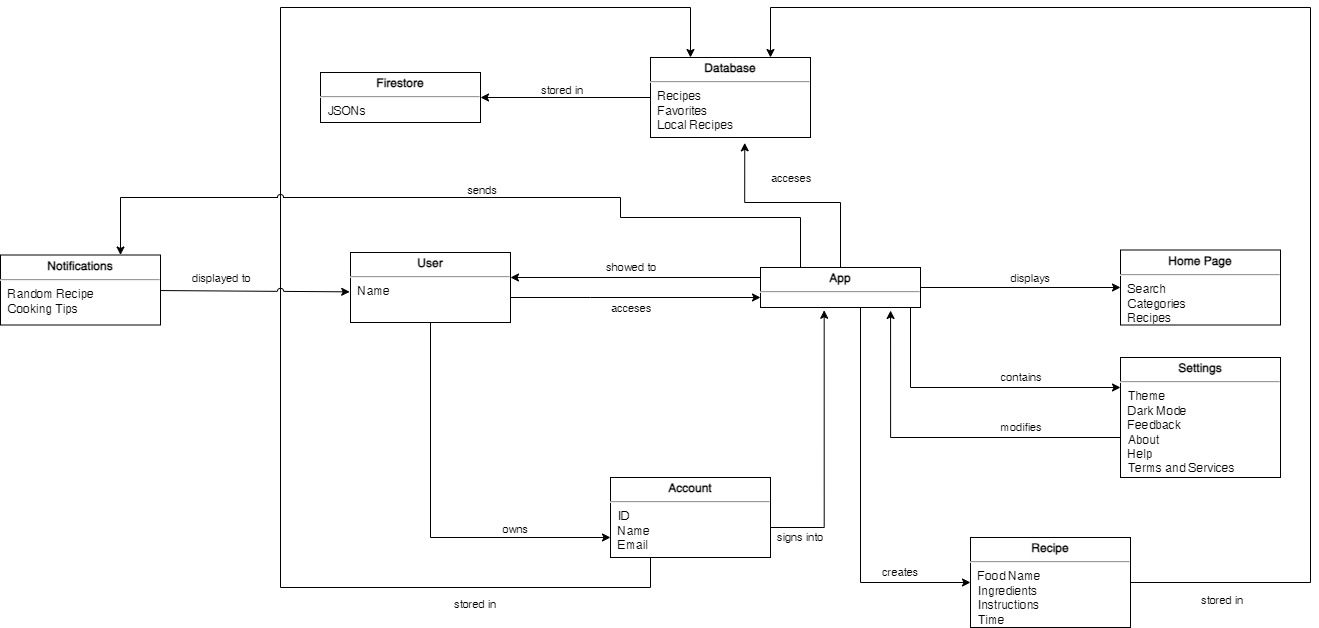 Database
Recipes
Favorites
Local Recipes
Firestore
JSONs
stored in
acceses
sends
Notifications
Random Recipe
Cooking Tips
displayed to
User
Name
showed to
acceses
App
displays
Home Page
Search
Categories
Recipes
contains
modifies
Settings
Theme
Dark Mode
Feedback
About
Help
Terms and Services
owns
Account
ID
Name
Email
signs into
stored in
creates
Recipe
Food Name
Ingredients
Instructions
Time
stored in